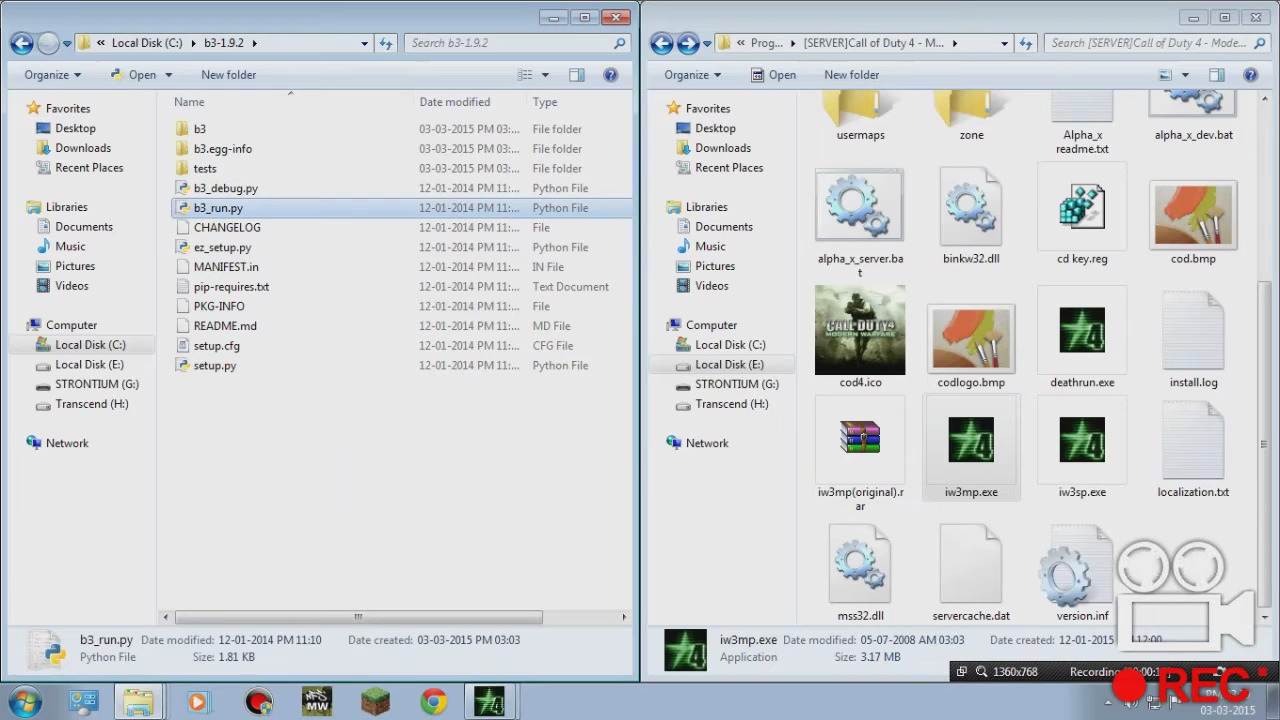 Local Disk (C:) b3-1.9.2
Search b3-1.9.2
Organize Open New folder
Favorites
Desktop
Downloads
Recent Places
Libraries
Documents
Music
Pictures
Videos
Computer
Local Disk (C:)
Local Disk (E:)
STRONTIUM (G:)
Transcend (H:)
Network
Name Date modified Type
b3 03-03-2015 PM 03:... File folder
b3.egg-info 03-03-2015 PM 03:... File folder
tests 03-03-2015 PM 03:... File folder
b3_debug.py 12-01-2014 PM 11:... Python File
b3_run.py 12-01-2014 PM 11:... Python File
CHANGELOG 12-01-2014 PM 11:... File
ez_setup.py 12-01-2014 PM 11:... Python File
MANIFEST.in 12-01-2014 PM 11:... IN File
pip-requires.txt 12-01-2014 PM 11:... Text Document
PKG-INFO 12-01-2014 PM 11:... File
README.md 12-01-2014 PM 11:... MD File
setup.cfg 12-01-2014 PM 11:... CFG File
setup.py 12-01-2014 PM 11:... Python File
b3_run.py Date modified: 12-01-2014 PM 11:10 Date created: 03-03-2015 PM 03:03
Python File Size: 1.81 KB
« Prog... [SERVER]Call of Duty 4 - M...
Search [SERVER]Call of Duty 4 - Mode...
Organize Open New folder
Favorites
Desktop
Downloads
Recent Places
Libraries
Documents
Music
Pictures
Videos
Computer
Local Disk (C:)
Local Disk (E:)
STRONTIUM (G:)
Transcend (H:)
Network
usermaps zone Alpha_x
readme.txt
alpha_x_dev.bat
alpha_x_server.ba
t
binkw32.dll cd key.reg cod.bmp
CALL OF DUTY 4
MODERN WARFARE
cod4.ico codlogo.bmp deathrun.exe install.log
iw3mp(original).r
ar
iw3mp.exe iw3sp.exe localization.txt
mss32.dll servercache.dat version.inf
iw3mp.exe Date modified: 05-07-2008 AM 03:03 Date created: 12-01-2015
Application Size: 3.17 MB
1360x768 Recording
REC
MW
03-03-2015